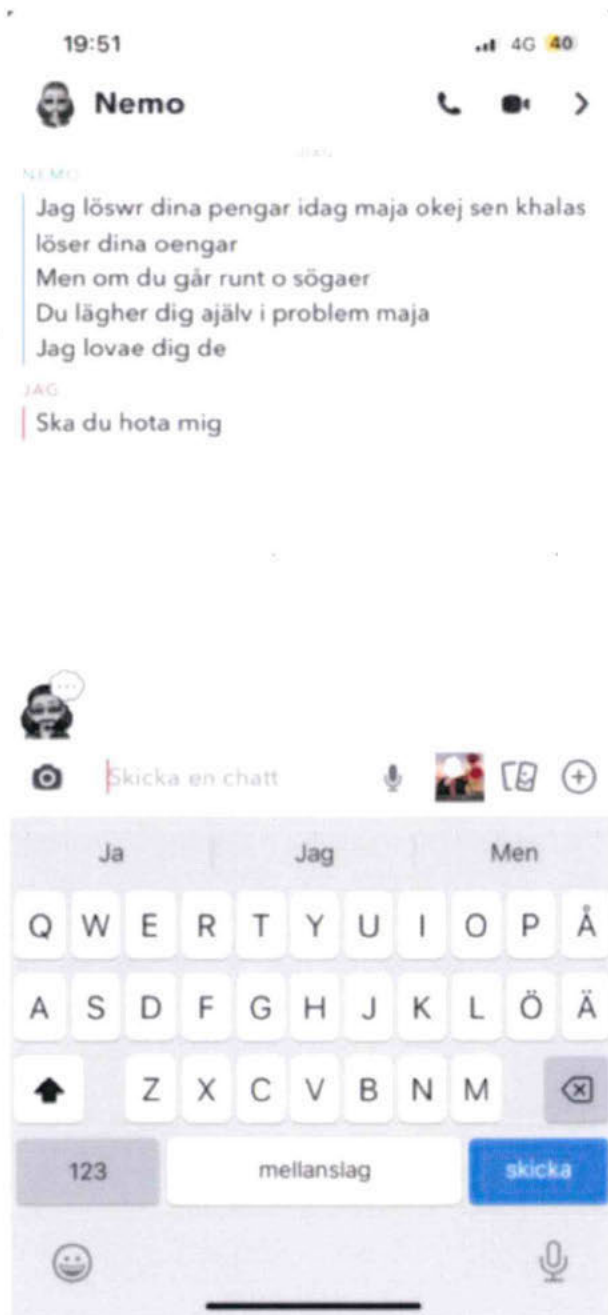 19:51
4G 40
Nemo
IDAG
NEMO
Jag löswr dina pengar idag maja okej sen khalas
löser dina oengar
Men om du går runt o sögaer
Du lägher dig ajälv i problem maja
Jag lovae dig de
JAG
Ska du hota mig
Skicka en chatt
Ja Jag Men
Q W E R T Y U I O P Å
A S D F G H J K L Ö Ä
Z X C V B N M
123 mellanslag skicka